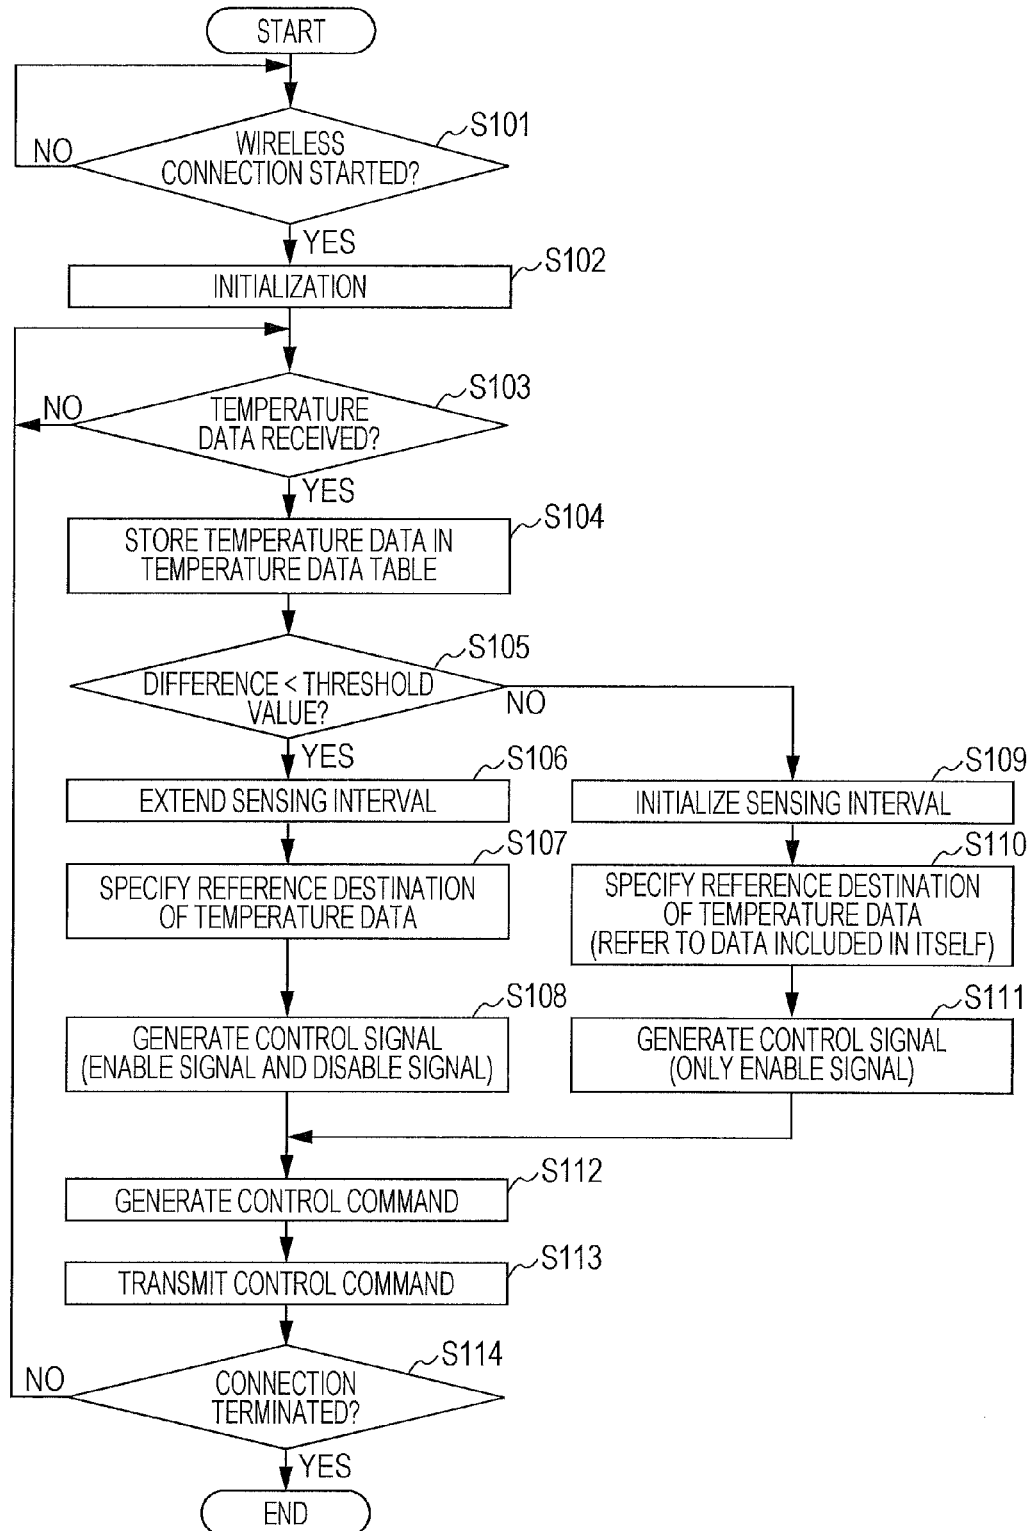 START
S101
WIRELESS
CONNECTION STARTED?
NO
YES
S102
INITIALIZATION
S103
TEMPERATURE
DATA RECEIVED?
NO
YES
S104
STORE TEMPERATURE DATA IN
TEMPERATURE DATA TABLE
S105
DIFFERENCE < THRESHOLD
VALUE?
NO
YES
S106
EXTEND SENSING INTERVAL
S107
SPECIFY REFERENCE DESTINATION
OF TEMPERATURE DATA
S108
GENERATE CONTROL SIGNAL
(ENABLE SIGNAL AND DISABLE SIGNAL)
S109
INITIALIZE SENSING INTERVAL
S110
SPECIFY REFERENCE DESTINATION
OF TEMPERATURE DATA
(REFER TO DATA INCLUDED IN ITSELF)
S111
GENERATE CONTROL SIGNAL
(ONLY ENABLE SIGNAL)
S112
GENERATE CONTROL COMMAND
S113
TRANSMIT CONTROL COMMAND
S114
CONNECTION
TERMINATED?
NO
YES
END